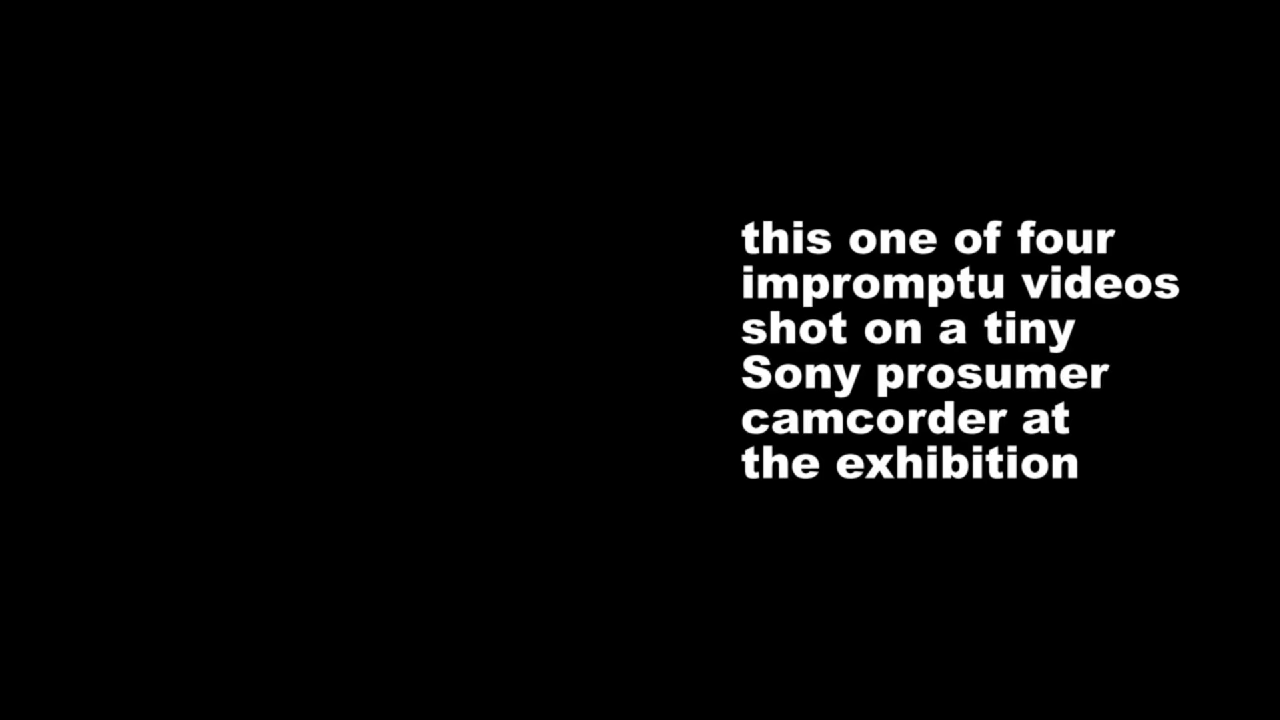 this one of four
impromptu videos
shot on a tiny
Sony prosumer
camcorder at
the exhibition